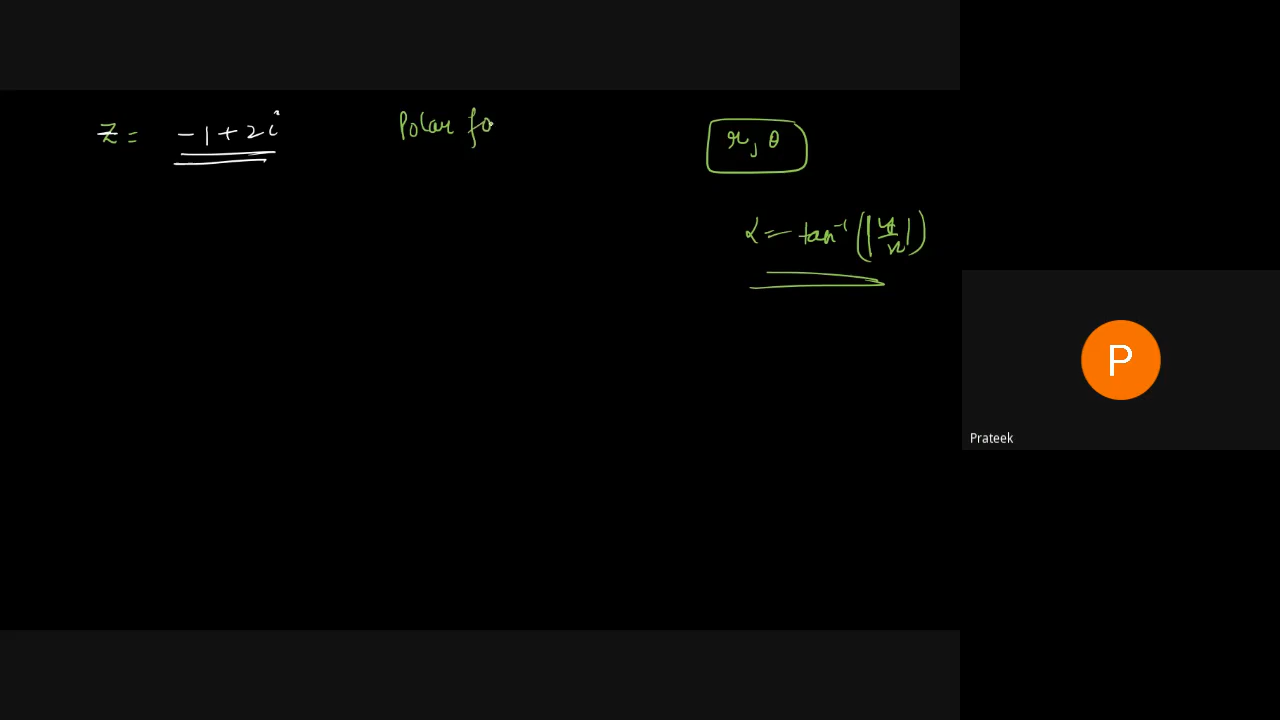 z = -1+2i Polar fo r, θ
α = tan⁻¹(|y/x|)
P
Prateek